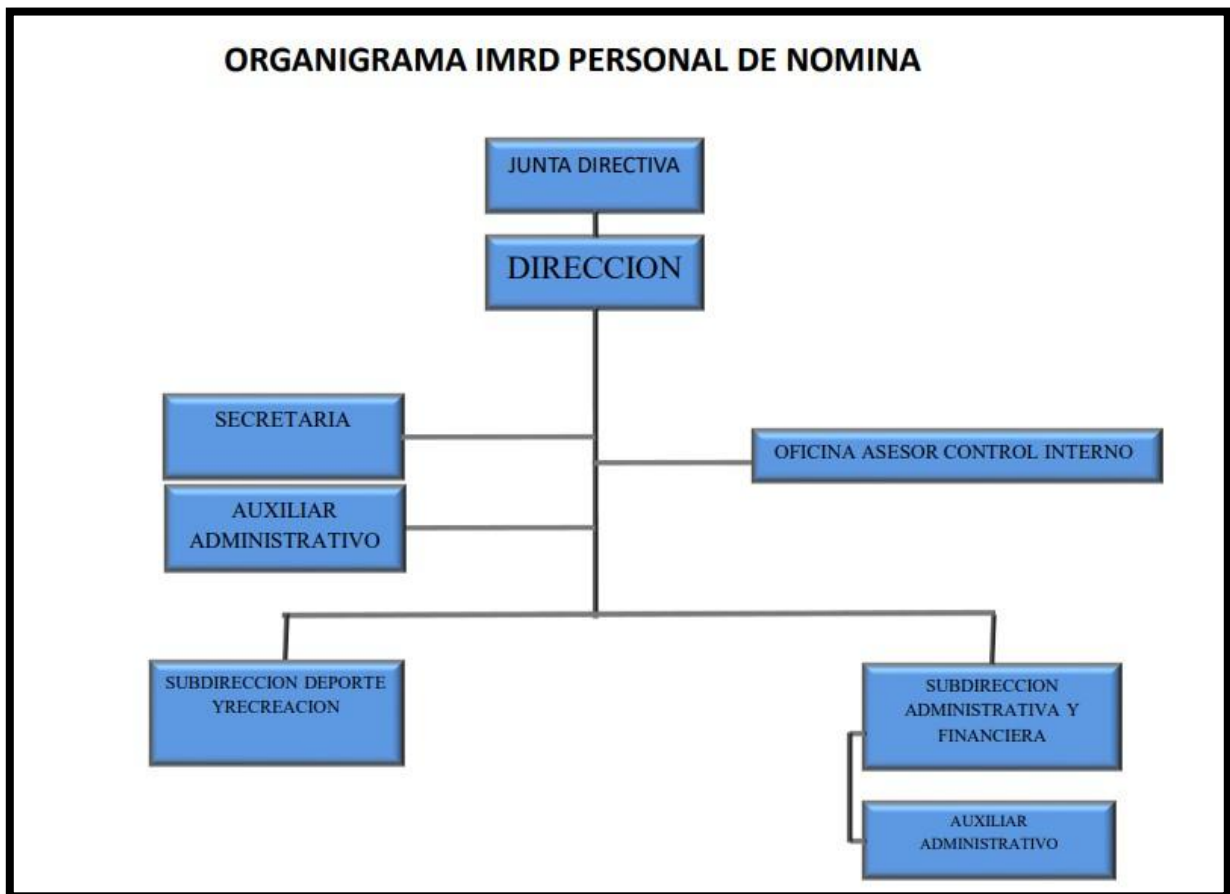 ORGANIGRAMA IMRD PERSONAL DE NOMINA
JUNTA DIRECTIVA
DIRECCION
SECRETARIA
OFICINA ASESOR CONTROL INTERNO
AUXILIAR
ADMINISTRATIVO
SUBDIRECCION DEPORTE
YRECREACION
SUBDIRECCION
ADMINISTRATIVA Y
FINANCIERA
AUXILIAR
ADMINISTRATIVO